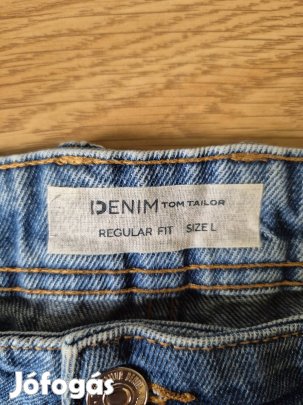 DENIM TOM TAILOR
REGULAR FIT SIZE L
Jófogás